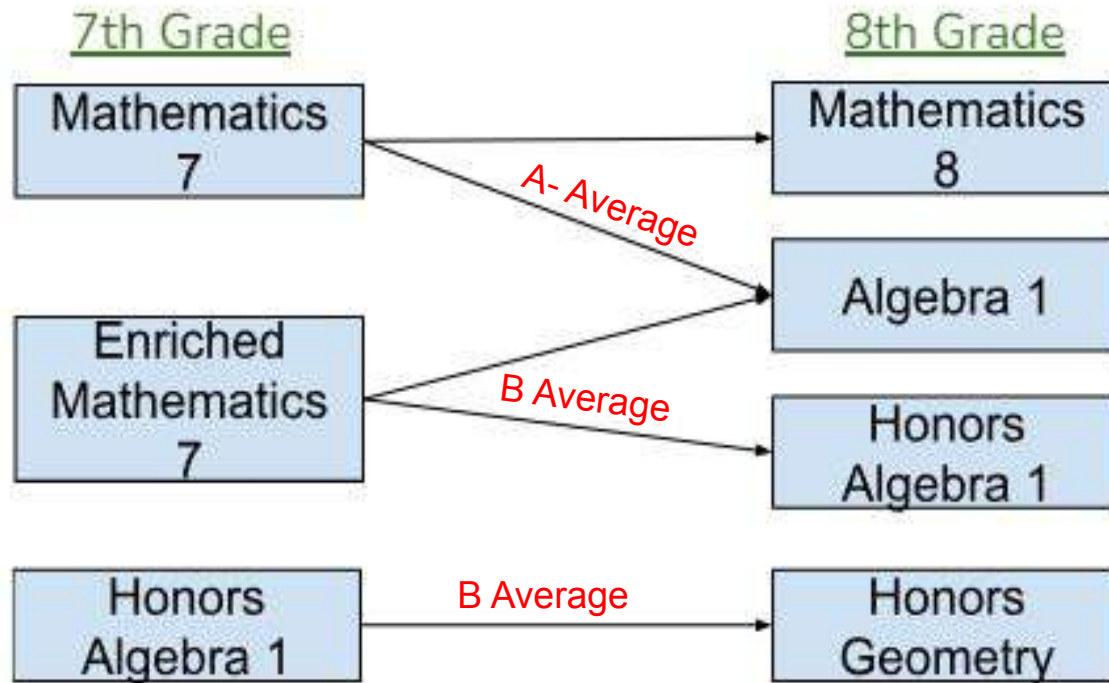 7th Grade
8th Grade
Mathematics
7
Mathematics
8
A- Average
Algebra 1
Enriched
Mathematics
7
B Average
Honors
Algebra 1
Honors
Algebra 1
B Average
Honors
Geometry